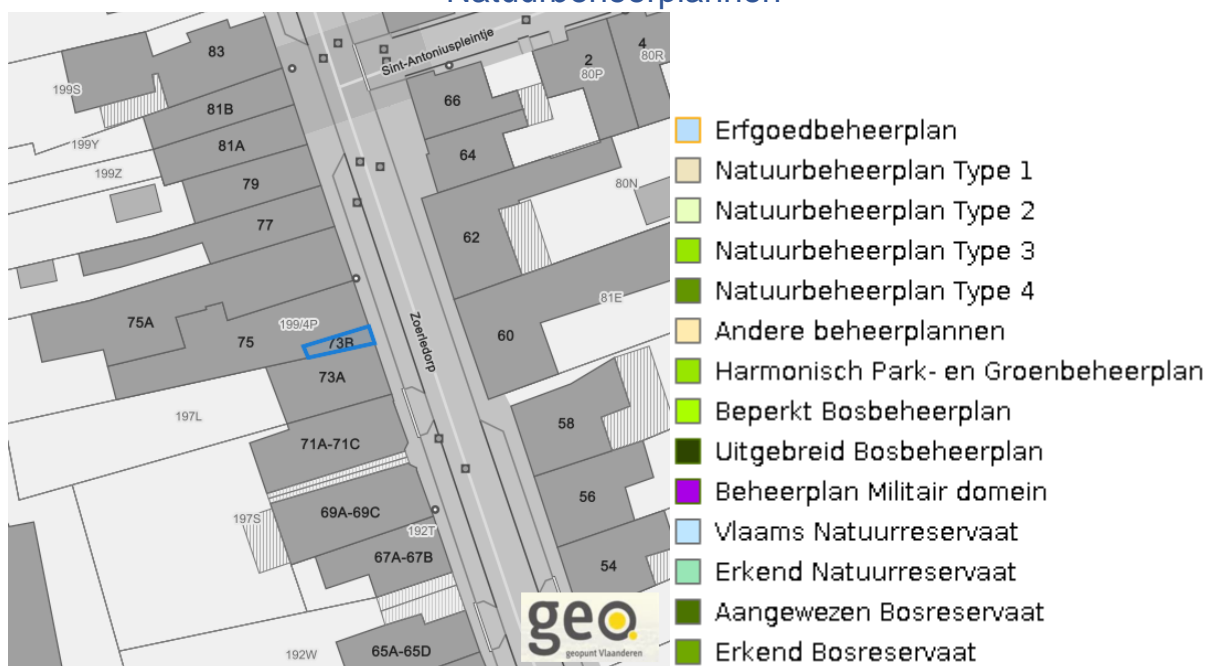 Natuurbeheerplannen
83
Sint-Antoniuspleintje
2
80P
4
80R
199S
66
81B
81A
199Y
64
199Z
79
80N
77
62
81E
75A
199/4P
75
73B
Zoerledorp
60
73A
197L
58
71A-71C
56
197S
69A-69C
192T
67A-67B
54
192W
65A-65D
geo.
geopunt Vlaanderen
Erfgoedbeheerplan
Natuurbeheerplan Type 1
Natuurbeheerplan Type 2
Natuurbeheerplan Type 3
Natuurbeheerplan Type 4
Andere beheerplannen
Harmonisch Park- en Groenbeheerplan
Beperkt Bosbeheerplan
Uitgebreid Bosbeheerplan
Beheerplan Militair domein
Vlaams Natuurreservaat
Erkend Natuurreservaat
Aangewezen Bosreservaat
Erkend Bosreservaat